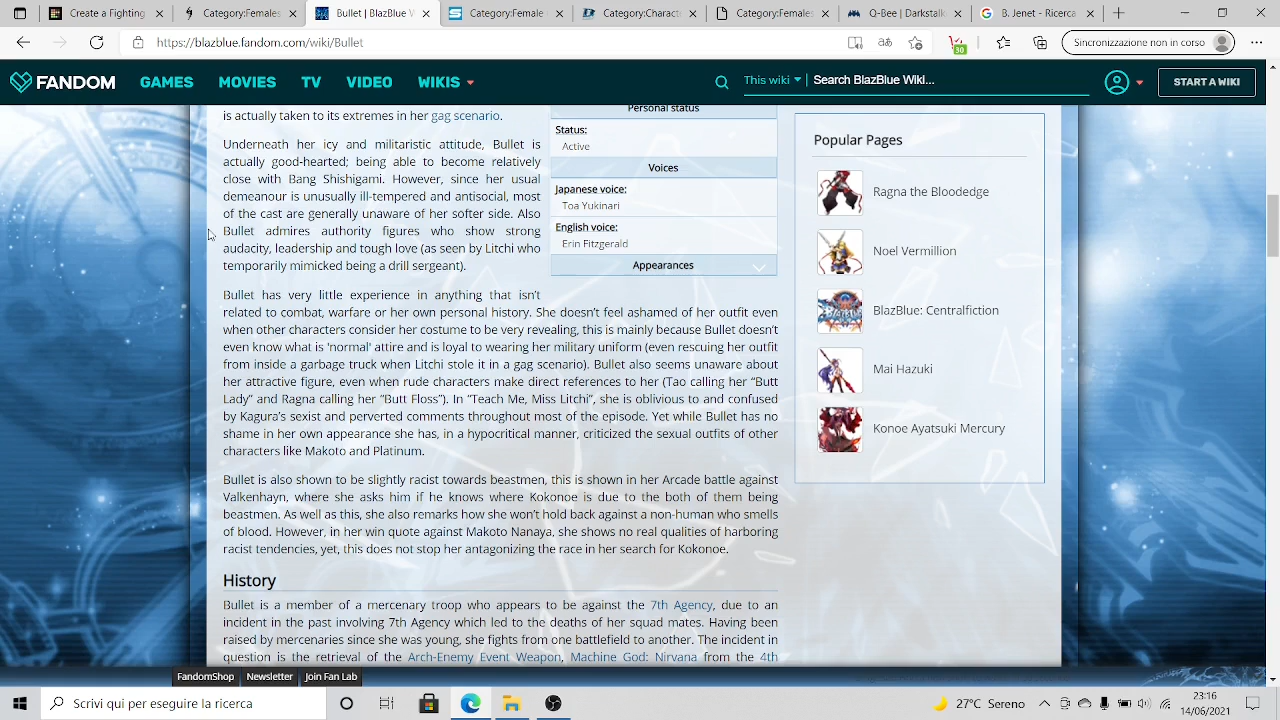 Create a Fighting V
Categories
Bullet | BlazBlue V
Category:Female
Category:Characte
Category:Females
Q-Bee | Darkstalk
B. Jenet - Ricerca
https://blazblue.fandom.com/wiki/Bullet
30
Sincronizzazione non in corso
FANDOM GAMES MOVIES TV VIDEO WIKIS
This wiki Search BlazBlue Wiki...
START A WIKI
is actually taken to its extremes in her gag scenario.
Underneath her icy and militaristic attitude, Bullet is
actually good-hearted; being able to become relatively
close with Bang Shishigami. However, since her usual
demeanour is unusually ill-tempered and antisocial, most
of the cast are generally unaware of her softer side. Also
Bullet admires authority figures who show strong
audacity, leadership and tough love (as seen by Litchi who
temporarily mimicked being a drill sergeant).
Personal status
Status:
Active
Voices
Japanese voice:
Toa Yukinari
English voice:
Erin Fitzgerald
Appearances
Bullet has very little experience in anything that isn't
related to combat, warfare or her own personal history. She doesn't feel ashamed of her outfit even
when other characters consider her costume to be very revealing, this is mainly because Bullet doesn't
even know what is 'normal' attire and is loyal to wearing her military uniform (even rescuing her outfit
from inside a garbage truck when Litchi stole it in a gag scenario). Bullet also seems unaware about
her attractive figure, even when rude characters make direct references to her (Tao calling her “Butt
Lady” and Ragna calling her “Butt Floss”). In “Teach Me, Miss Litchi”, she is oblivious to and confused
by Kagura's sexist and perverted comments throughout most of the episode. Yet while Bullet has no
shame in her own appearance she has, in a hypocritical manner, criticized the sexual outfits of other
characters like Makoto and Platinum.
Bullet is also shown to be slightly racist towards beastmen, this is shown in her Arcade battle against
Valkenhayn, where she asks him if he knows where Kokonoe is due to the both of them being
beastmen. As well as this, she also remarks how she won't hold back against a non-human who smells
of blood. However, in her win quote against Makoto Nanaya, she shows no real qualities of harboring
racist tendencies, yet, this does not stop her antagonizing the race in her search for Kokonoe.
History
Bullet is a member of a mercenary troop who appears to be against the 7th Agency, due to an
incident in the past involving 7th Agency which led to the deaths of her squad mates. Having been
raised by mercenaries since she was young, she fights from one battlefield to another. The incident in
question is the retrieval of the Arch-Enemy Event Weapon, Machine God: Nirvana from the 4th
Popular Pages
Ragna the Bloodedge
Noel Vermillion
BlazBlue: Centralfiction
Mai Hazuki
Konoe Ayatsuki Mercury
FandomShop Newsletter Join Fan Lab
Scrivi qui per eseguire la ricerca
27°C Sereno
23:16
14/06/2021